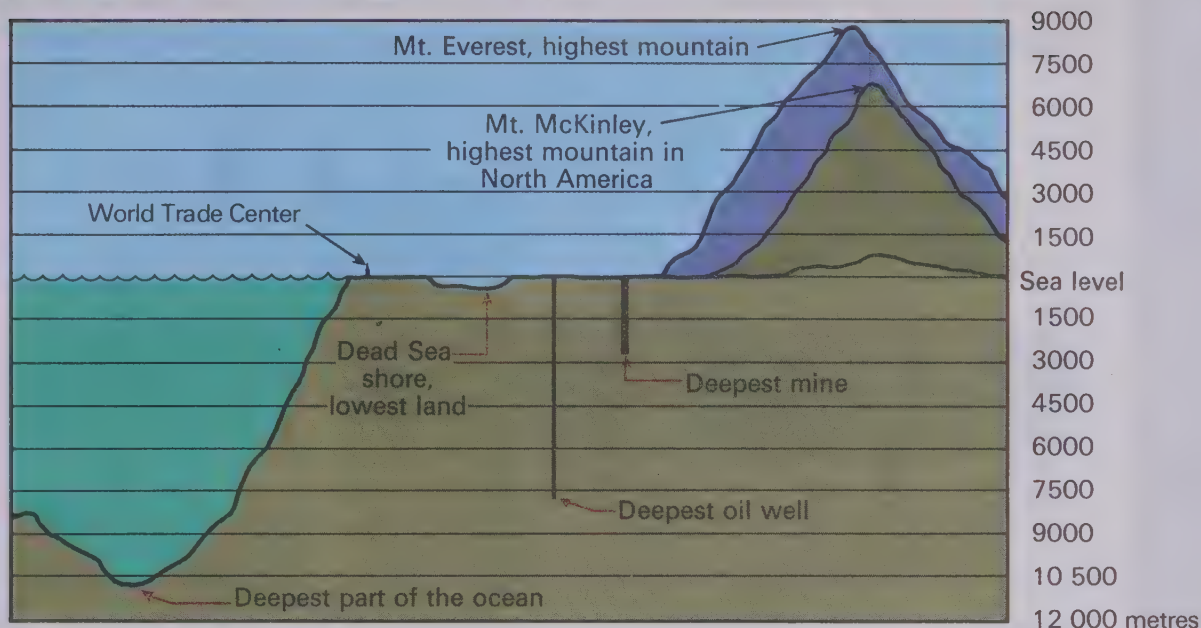 9000
Mt. Everest, highest mountain
7500
6000
Mt. McKinley,
highest mountain in
North America
4500
3000
World Trade Center
1500
Sea level
1500
Dead Sea
shore,
lowest land
3000
Deepest mine
4500
6000
7500
Deepest oil well
9000
10 500
Deepest part of the ocean
12 000 metres